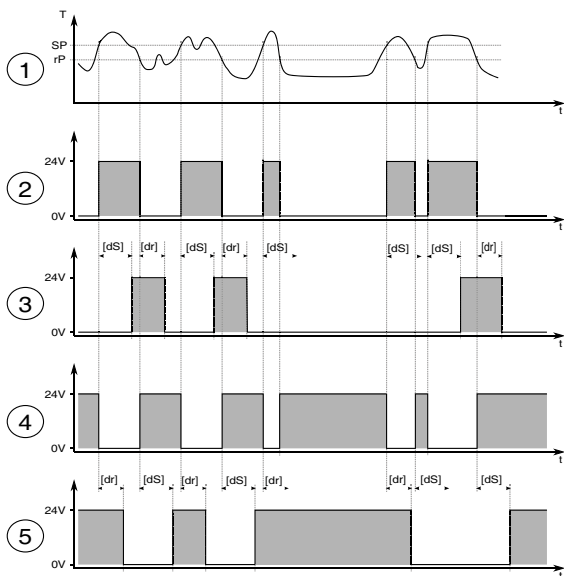 T
SP
rP
1
t
24V
2
0V
t
[dS] [dr] [dS] [dr] [dS] [dS] [dS] [dr]
24V
3
0V
t
24V
4
0V
t
[dr] [dS] [dr] [dS] [dr] [dr] [dS] [dS]
24V
5
0V
t